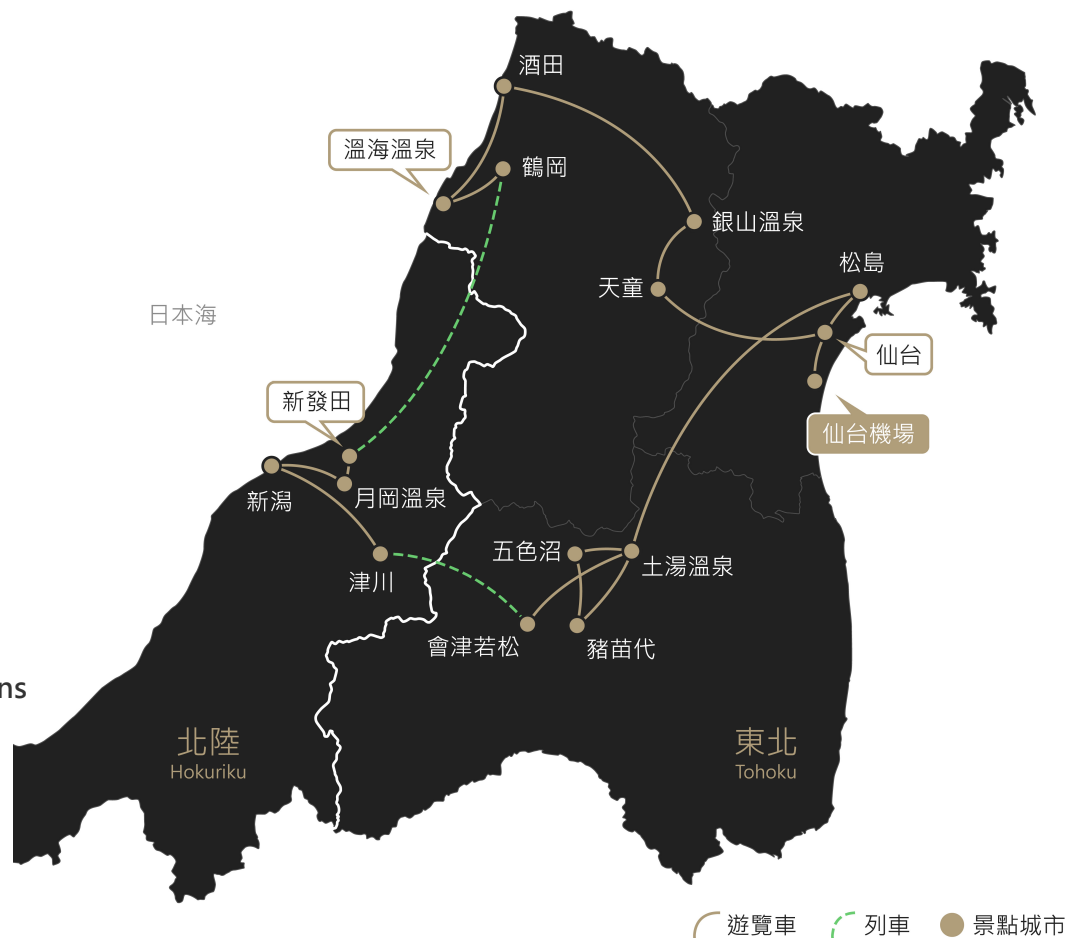 酒田
溫海溫泉
鶴岡
銀山溫泉
松島
天童
日本海
仙台
新發田
仙台機場
新潟
月岡溫泉
五色沼
土湯溫泉
津川
會津若松
豬苗代
ns
北陸
Hokuriku
東北
Tohoku
遊覽車
列車
景點城市